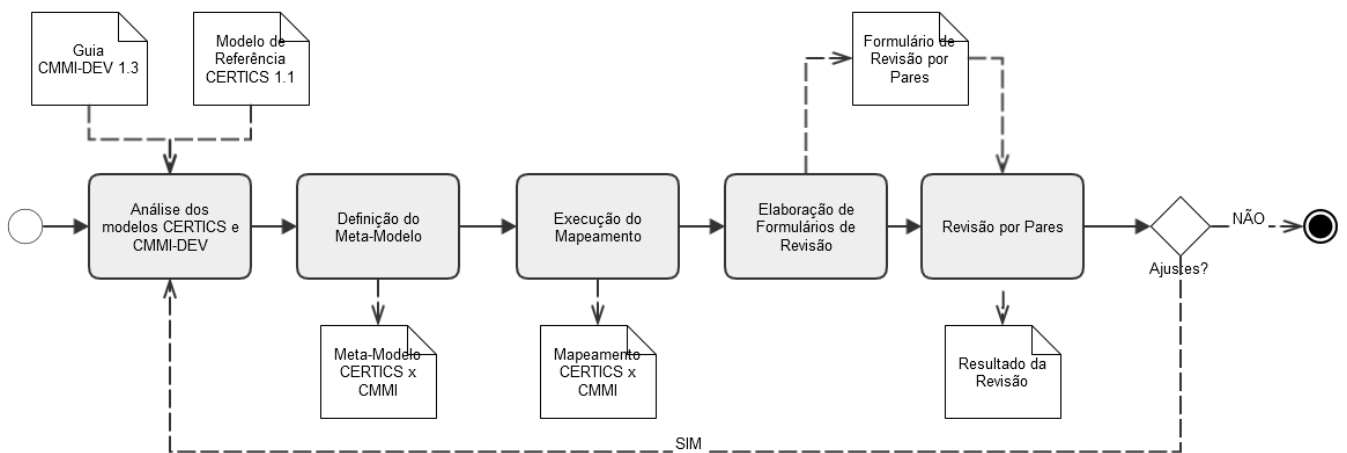 Guia
CMMI-DEV 1.3
Modelo de
Referência
CERTICS 1.1
Formulário de
Revisão por
Pares
Análise dos
modelos CERTICS e
CMMI-DEV
Definição do
Meta-Modelo
Execução do
Mapeamento
Elaboração de
Formulários de
Revisão
Revisão por Pares
NÃO
Ajustes?
Meta-Modelo
CERTICS x
CMMI
Mapeamento
CERTICS x
CMMI
Resultado da
Revisão
SIM